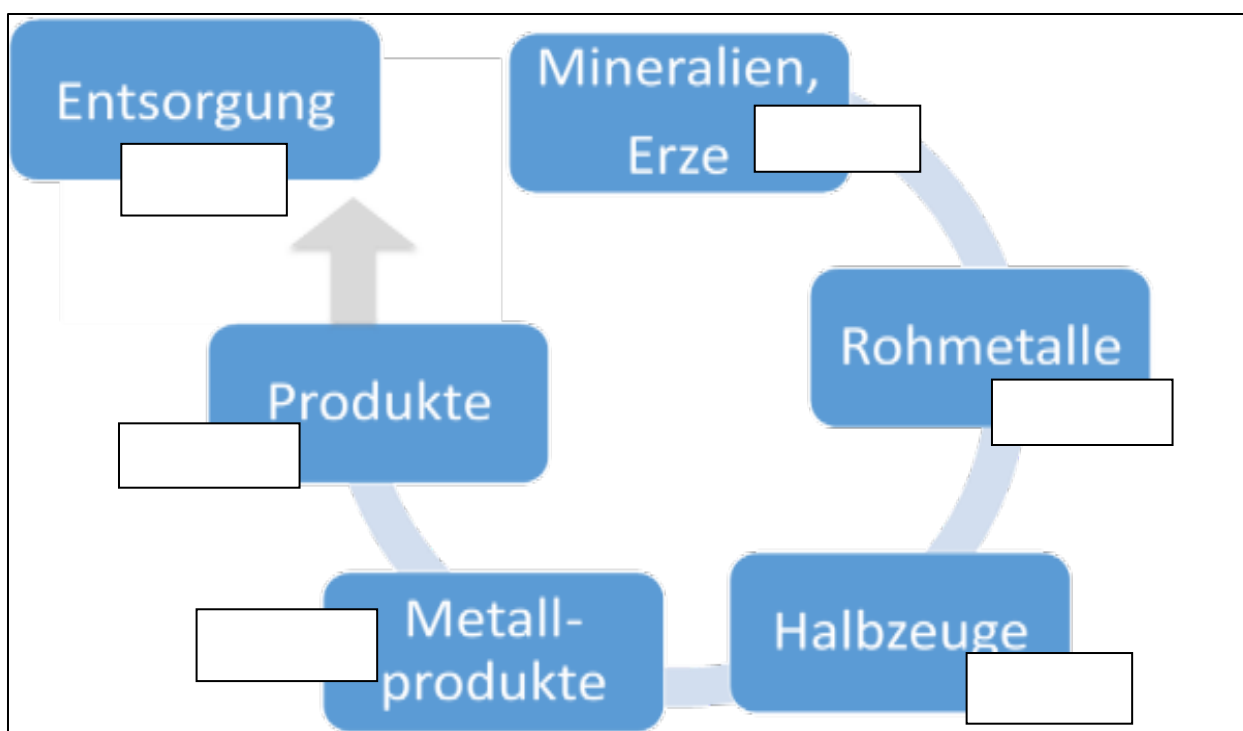 Entsorgung
Mineralien,
Erze
Rohmetalle
Produkte
Metall-
produkte
Halbzeuge